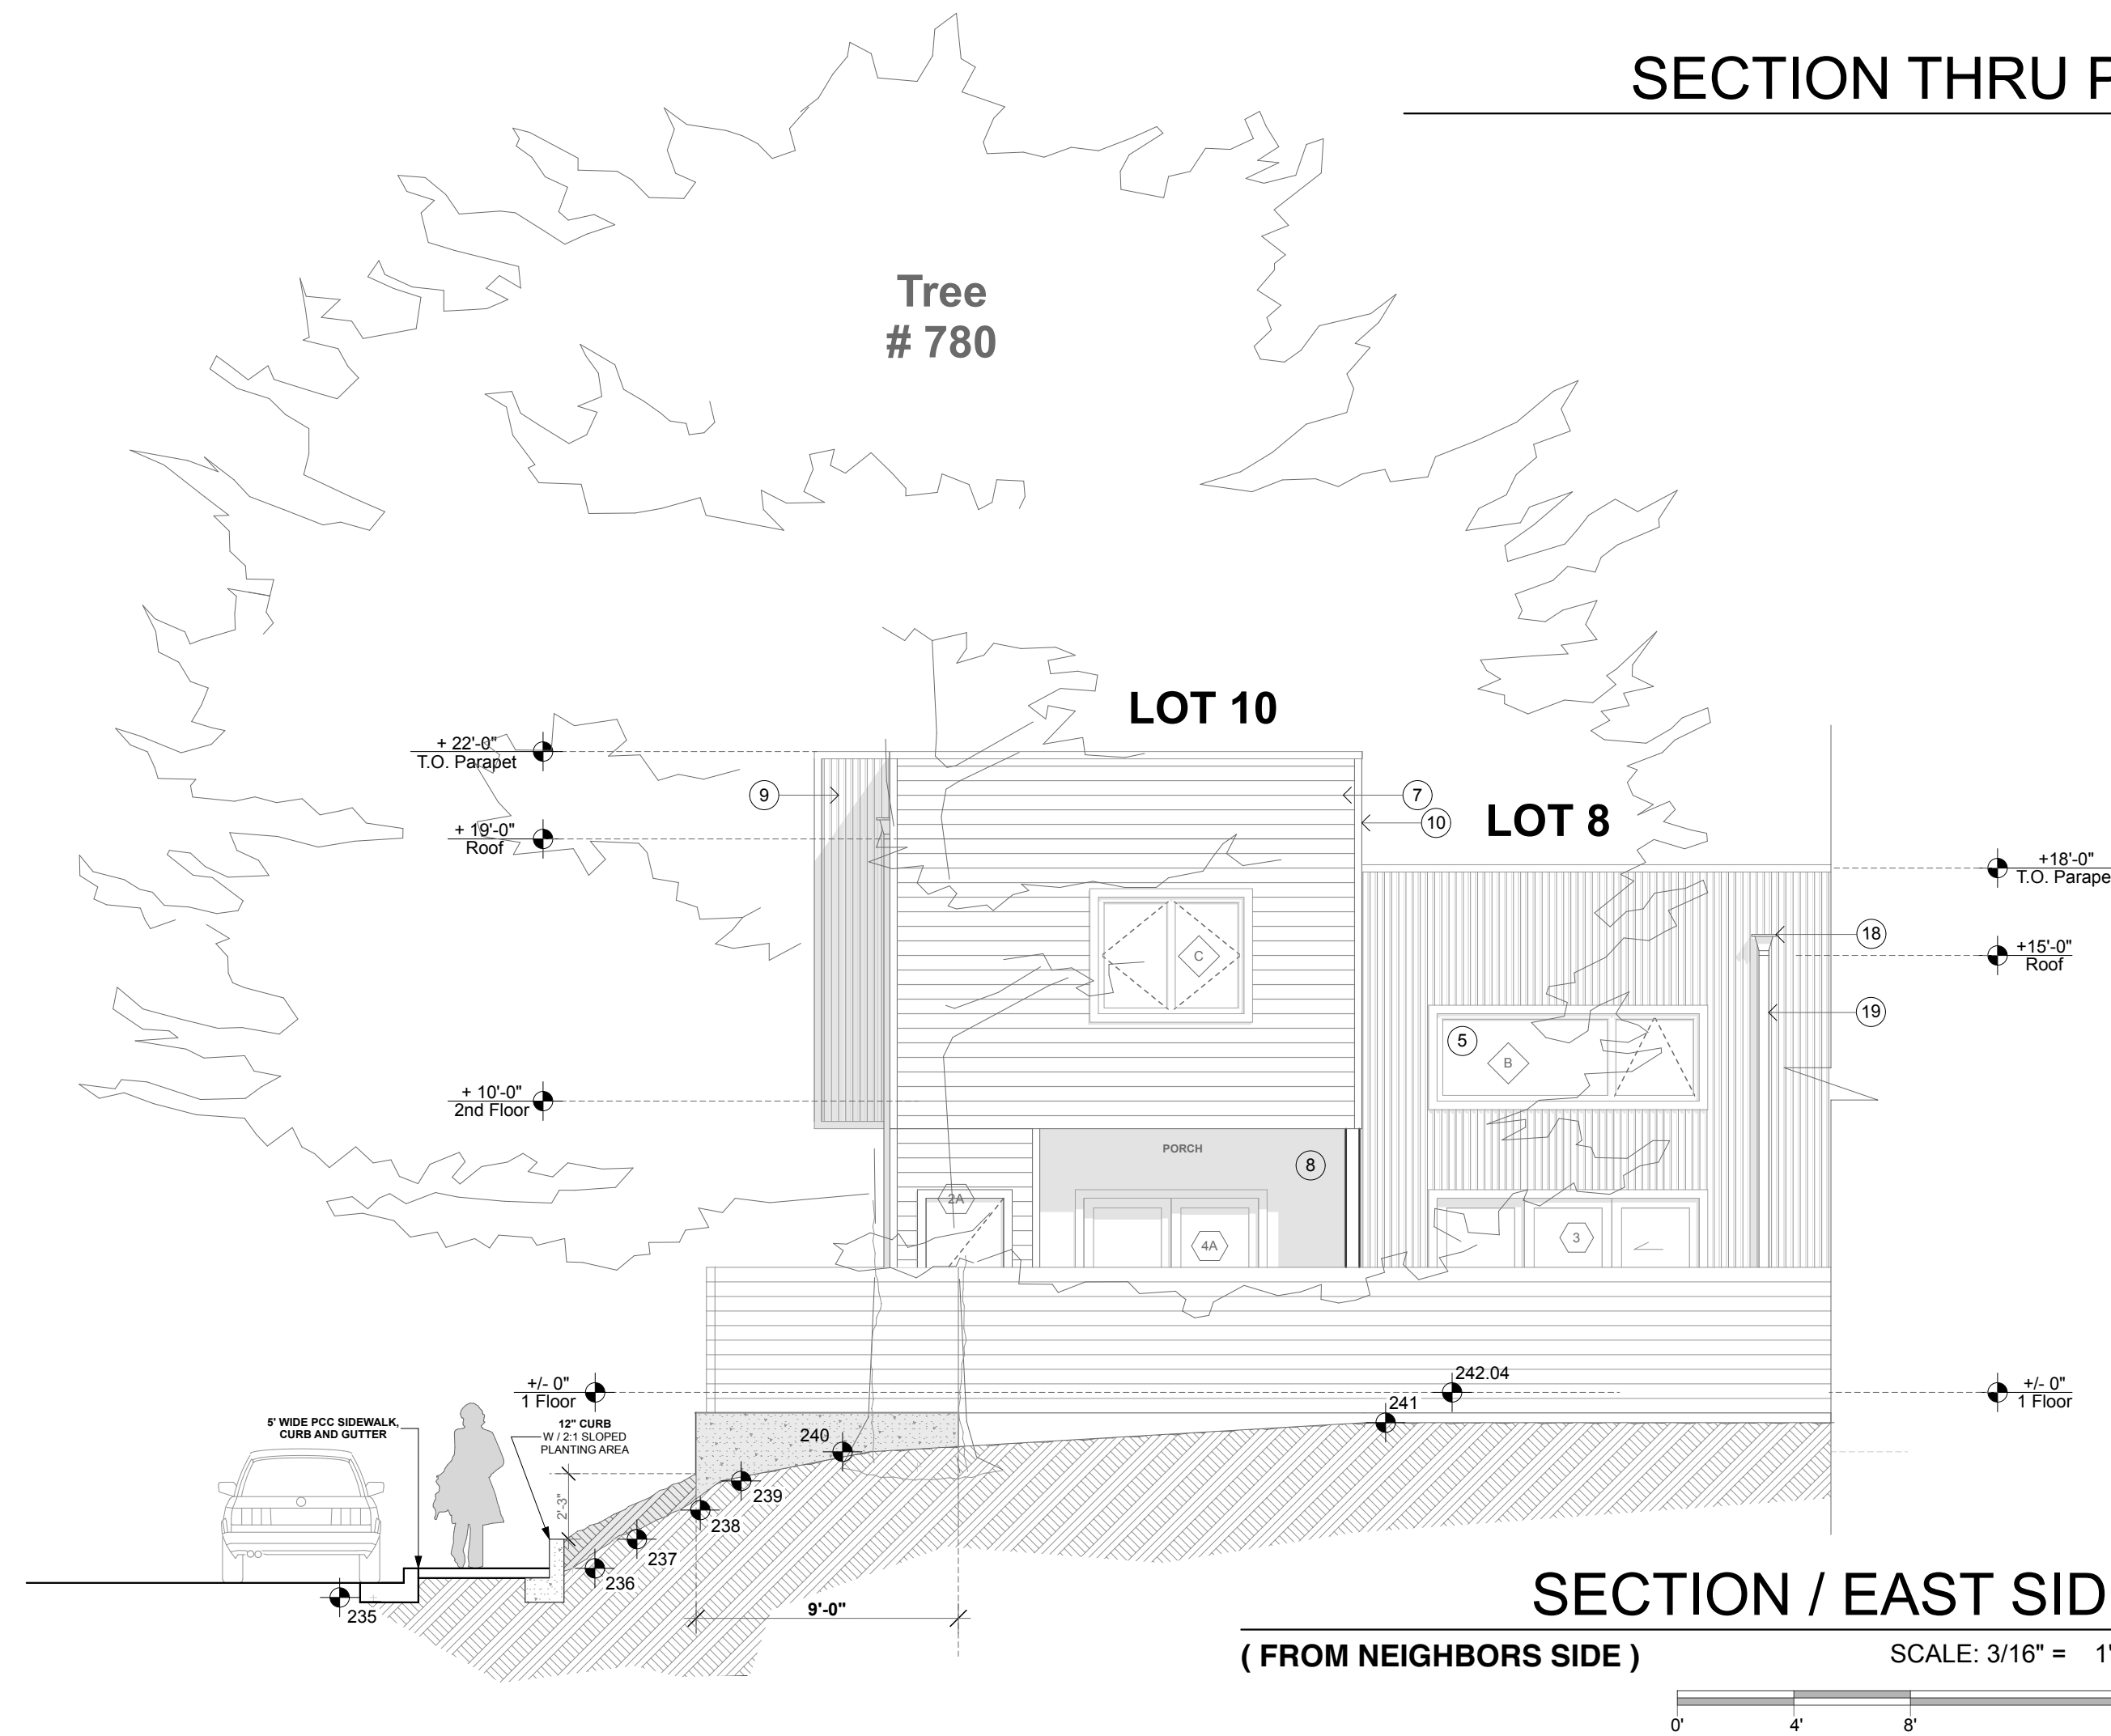 SECTION THRU P
Tree
# 780
LOT 10
+ 22'-0"
T.O. Parapet
9
7
10
LOT 8
+ 19'-0"
Roof
+18'-0"
T.O. Parape
18
+15'-0"
Roof
C
19
5
B
+ 10'-0"
2nd Floor
PORCH
8
2A
4A
3
+/- 0"
1 Floor
242.04
241
+/- 0"
1 Floor
5' WIDE PCC SIDEWALK,
CURB AND GUTTER
12" CURB
W / 2:1 SLOPED
PLANTING AREA
240
2'-3"
239
238
237
236
235
9'-0"
SECTION / EAST SID
( FROM NEIGHBORS SIDE )
SCALE: 3/16" = 1'
0' 4' 8'